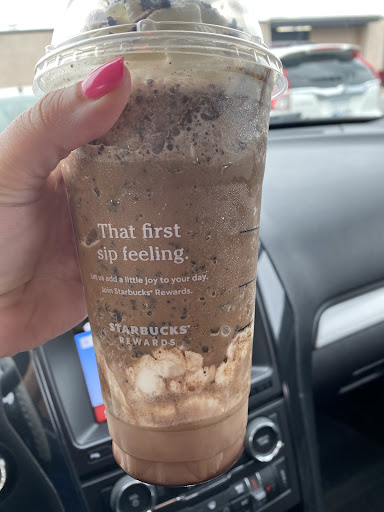 That first
sip feeling.
Let us add a little joy to your day.
Join Starbucks® Rewards.
STARBUCKS®
REWARDS